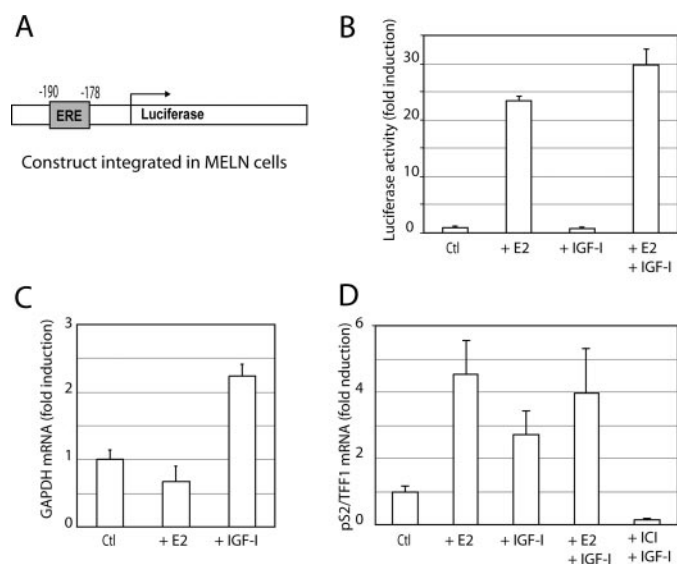 A
-190
-178
ERE
Luciferase
Construct integrated in MELN cells
B
Luciferase activity (fold induction)
30
20
10
0
Ctl
+ E2
+ IGF-I
+ E2
+ IGF-I
C
GAPDH mRNA (fold induction)
3
2
1
0
Ctl
+ E2
+ IGF-I
D
pS2/TFF1 mRNA (fold nduction)
6
4
2
0
Ctl
+ E2
+ IGF-I
+ E2
+ IGF-I
+ ICI
+ IGF-I